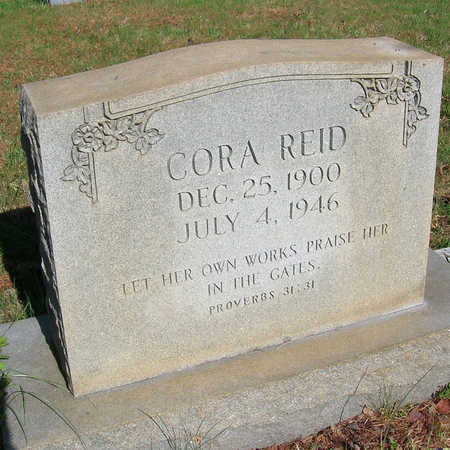 CORA REID
DEC. 25, 1900
JULY 4, 1946
LET HER OWN WORKS PRAISE HER
IN THE GATES.
PROVERBS 31:31